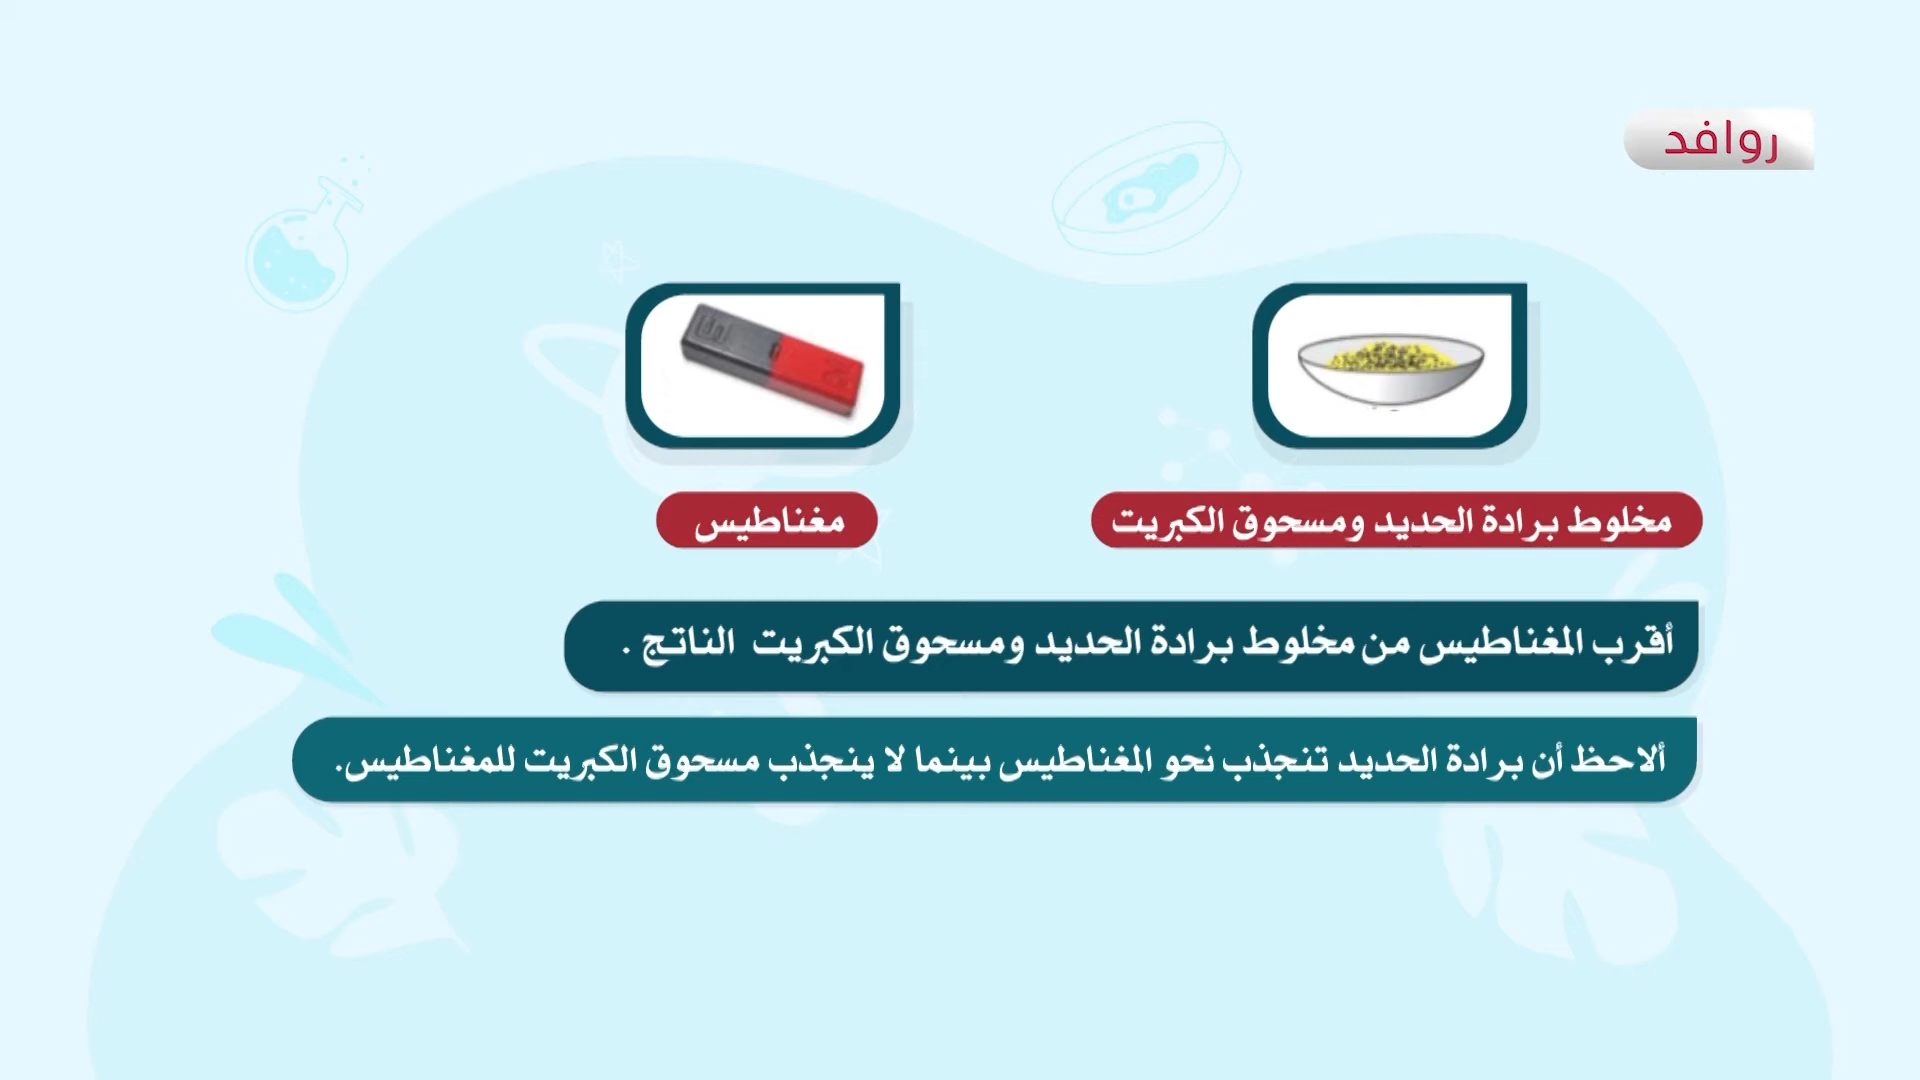 روافد
مخلوط برادة الحديد ومسحوق الكبريت
مغناطيس
أقرب المغناطيس من مخلوط برادة الحديد ومسحوق الكبريت الناتج .
ألاحظ أن برادة الحديد تنجذب نحو المغناطيس بينما لا ينجذب مسحوق الكبريت للمغناطيس.